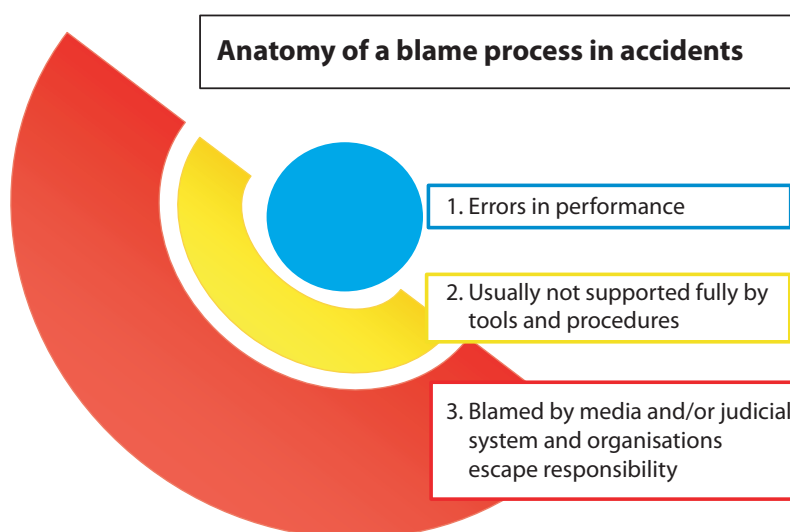 Anatomy of a blame process in accidents
1. Errors in performance
2. Usually not supported fully by
tools and procedures
3. Blamed by media and/or judicial
system and organisations
escape responsibility